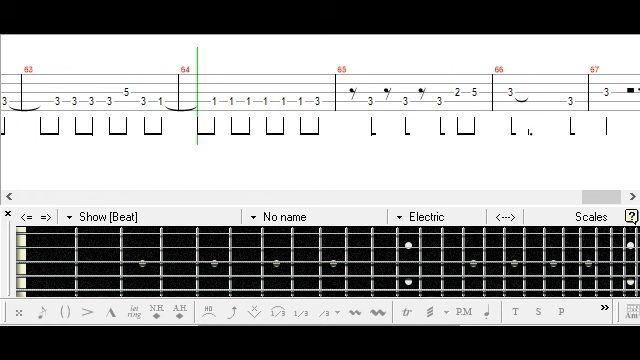 63 64 65 66 67
3 3 3 3 3 5 3 1 1 1 1 1 1 1 3 3 3 3 2 5 3 3 3
<= => Show [Beat] No name Electric <---> Scales ?
( ) > Λ let ring N.H. A.H. HO 1/3 1/3 /3 tr P.M T S P >> Am